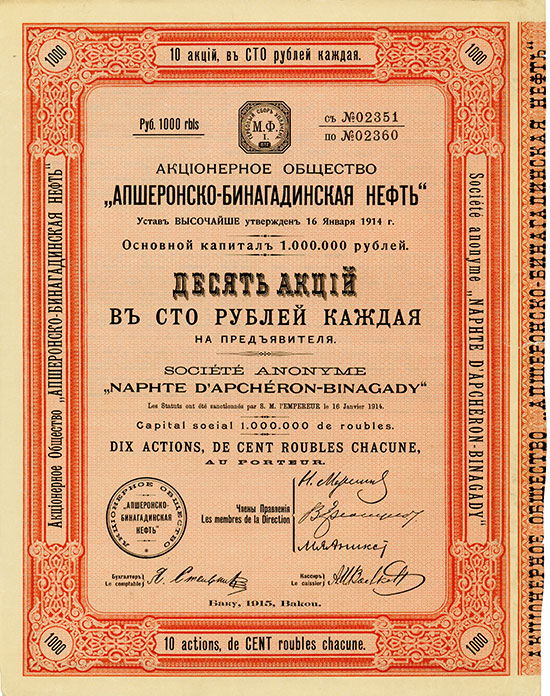 10 акцій, въ СТО рублей каждая.
1000
1000
Руб. 1000 rbls
М.Ф.
I.
съ №02351
по №02360
АКЦІОНЕРНОЕ ОБЩЕСТВО
„АПШЕРОНСКО-БИНАГАДИНСКАЯ НЕФТЬ“
Уставъ ВЫСОЧАЙШЕ утвержденъ 16 Января 1914 г.
Основной капиталъ 1.000.000 рублей.
ДЕСЯТЬ АКЦІЙ
ВЪ СТО РУБЛЕЙ КАЖДАЯ
НА ПРЕДЪЯВИТЕЛЯ.
SOCIÉTÉ ANONYME
„NAPHTE D'APCHÉRON-BINAGADY“
Les Statuts ont été sanctionnés par S. M. l'EMPEREUR le 16 Janvier 1914.
Capital social 1.000.000 de roubles.
DIX ACTIONS, DE CENT ROUBLES CHACUNE,
AU PORTEUR.
АКЦІОНЕРНОЕ ОБЩЕСТВО
„АПШЕРОНСКО-
БИНАГАДИНСКАЯ
НЕФТЬ“
Члены Правленія
Les membres de la Direction
Бухгалтеръ
Le comptable
Кассиръ
Le caissier
Баку, 1915, Bakou.
1000
1000
10 actions, de CENT roubles chacune.
Акціонерное Общество „АПШЕРОНСКО-БИНАГАДИНСКАЯ НЕФТЬ“
Société anonyme „NAPHTE D'APCHÉRON-BINAGADY“
АКЦІОНЕРНОЕ ОБЩЕСТВО „АПШЕРОНСКО-БИНАГАДИНСКАЯ НЕФТЬ“